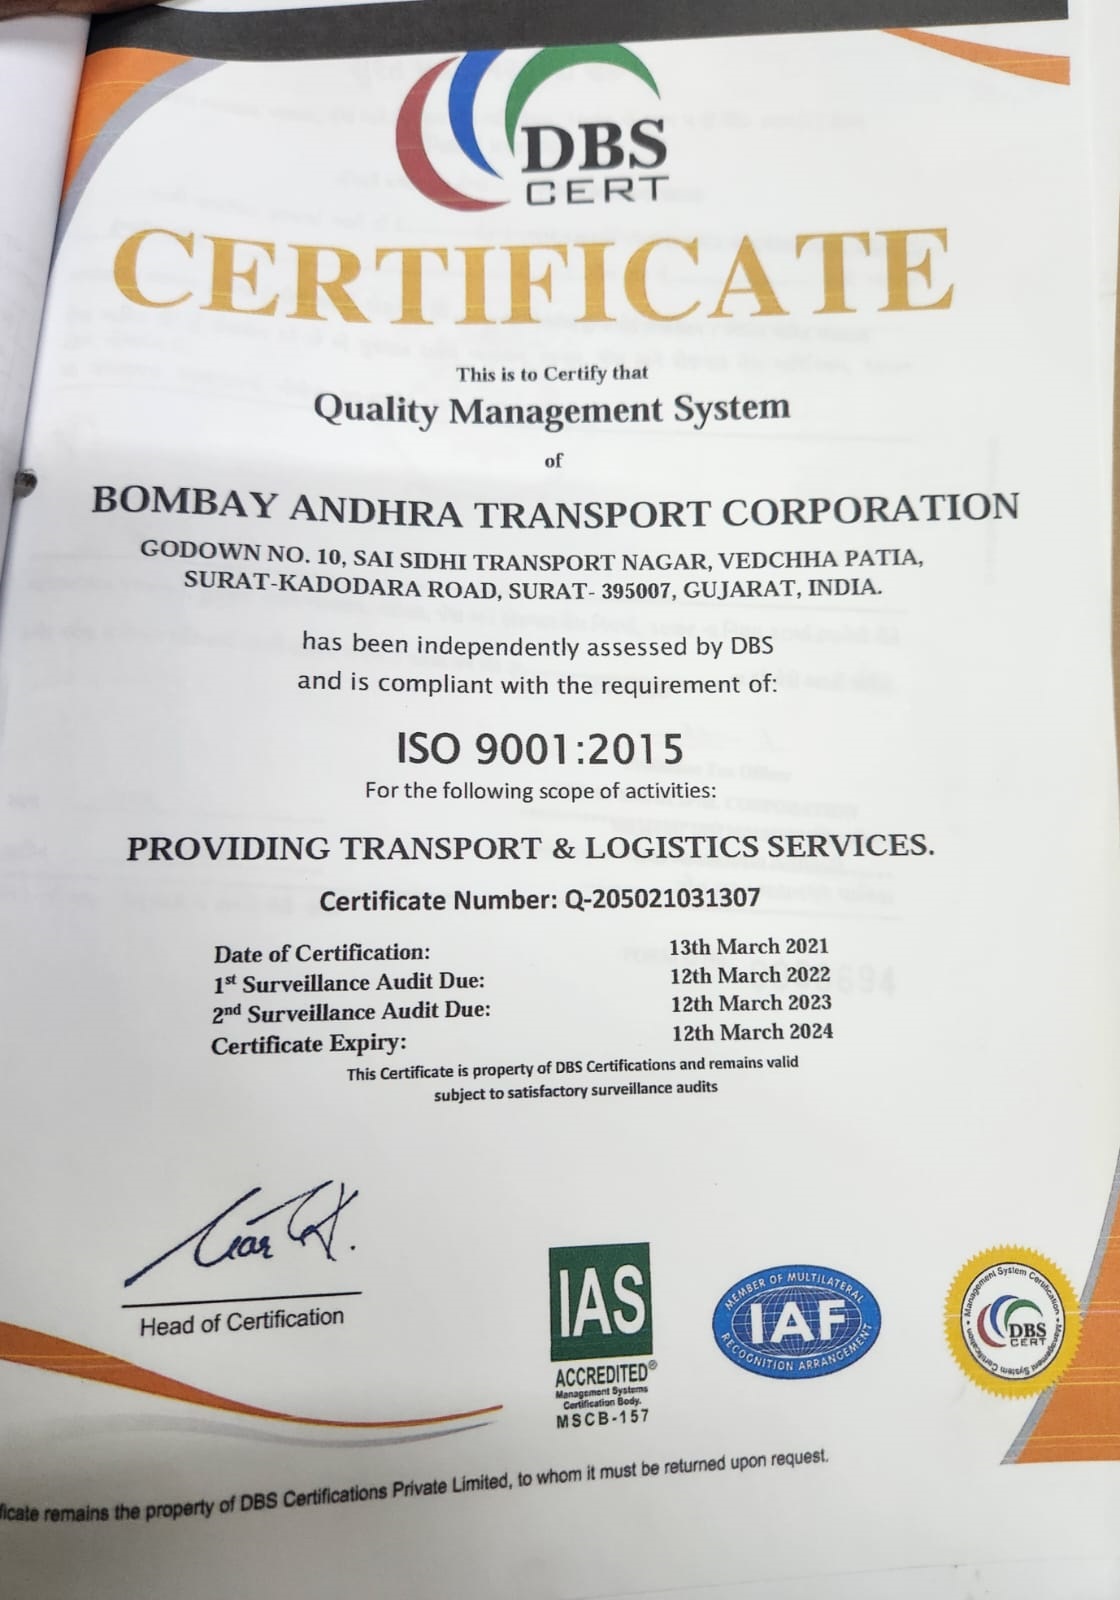 DBS
CERT
CERTIFICATE
This is to Certify that
Quality Management System
of
BOMBAY ANDHRA TRANSPORT CORPORATION
GODOWN NO. 10, SAI SIDHI TRANSPORT NAGAR, VEDCHHA PATIA,
SURAT-KADODARA ROAD, SURAT- 395007, GUJARAT, INDIA.
has been independently assessed by DBS
and is compliant with the requirement of:
ISO 9001:2015
For the following scope of activities:
PROVIDING TRANSPORT & LOGISTICS SERVICES.
Certificate Number: Q-205021031307
Date of Certification: 13th March 2021
1st Surveillance Audit Due: 12th March 2022
2nd Surveillance Audit Due: 12th March 2023
Certificate Expiry: 12th March 2024
This Certificate is property of DBS Certifications and remains valid
subject to satisfactory surveillance audits
Head of Certification
IAS
ACCREDITED®
Management Systems
Certification Body.
MSCB-157
MEMBER OF MULTILATERAL
IAF
RECOGNITION ARRANGEMENT
Management System Certification • Management System Certification •
DBS
CERT
ficate remains the property of DBS Certifications Private Limited, to whom it must be returned upon request.